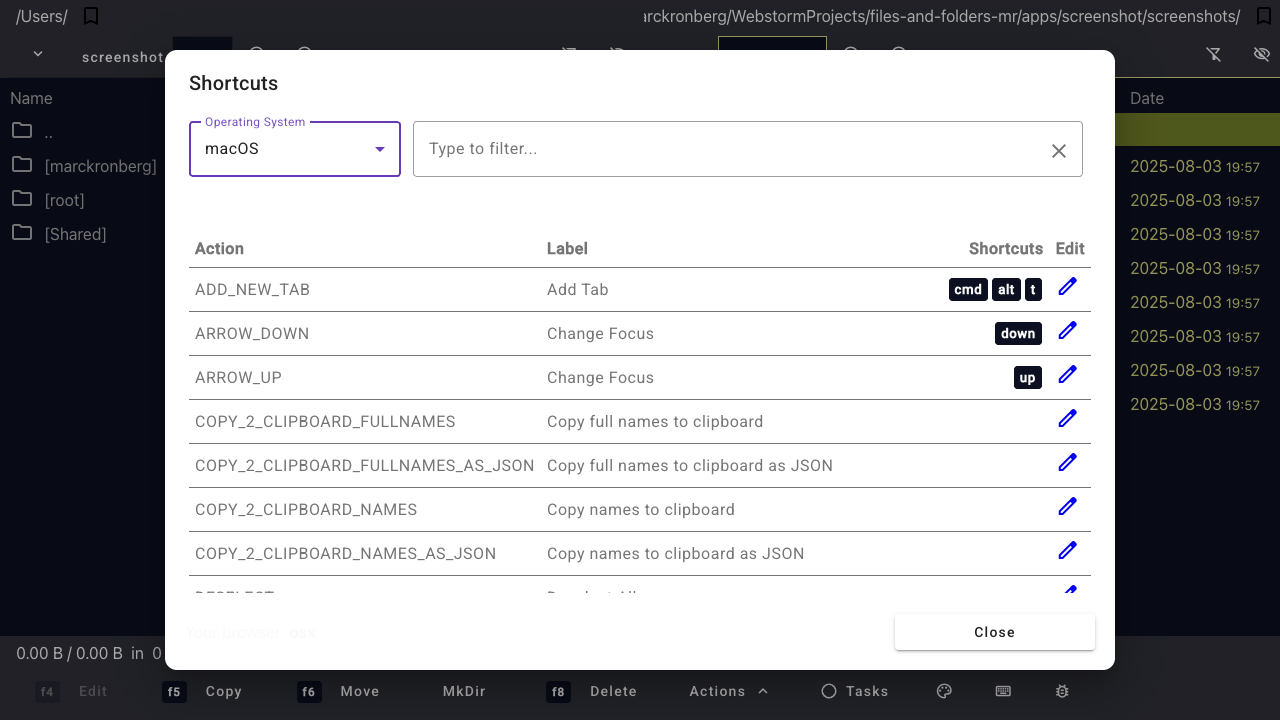 /Users/
rckronberg/WebstormProjects/files-and-folders-mr/apps/screenshot/screenshots/
screenshot
Name
Date
..
[marckronberg]
[root]
[Shared]
2025-08-03 19:57
2025-08-03 19:57
2025-08-03 19:57
2025-08-03 19:57
2025-08-03 19:57
2025-08-03 19:57
2025-08-03 19:57
2025-08-03 19:57
Shortcuts
Operating System
macOS
Type to filter...
Action Label Shortcuts Edit
ADD_NEW_TAB Add Tab cmd alt t
ARROW_DOWN Change Focus down
ARROW_UP Change Focus up
COPY_2_CLIPBOARD_FULLNAMES Copy full names to clipboard
COPY_2_CLIPBOARD_FULLNAMES_AS_JSON Copy full names to clipboard as JSON
COPY_2_CLIPBOARD_NAMES Copy names to clipboard
COPY_2_CLIPBOARD_NAMES_AS_JSON Copy names to clipboard as JSON
Your browser: osx
Close
0.00 B / 0.00 B in 0
f4 Edit f5 Copy f6 Move MkDir f8 Delete Actions Tasks